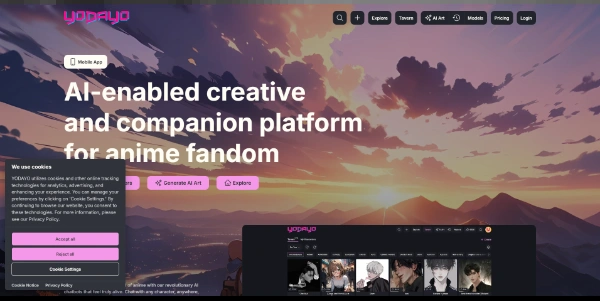 YODAYO
Explore
Tavern
AI Art
Models
Pricing
Login
Mobile App
AI-enabled creative
and companion platform
for anime fandom
We use cookies
YODAYO utilizes cookies and other online tracking
technologies for analytics, advertising, and
enhancing your experience. You can manage your
preferences by clicking on "Cookie Settings." By
continuing to browse our website, you consent to
these technologies. For more information, please
see our Privacy Policy.
Generate AI Art
Explore
Accept all
Reject all
Cookie Settings
Cookie Notice Privacy Policy
of anime with our revolutionary AI
chatbots that feel truly alive. Chat with any character, anywhere,
YODAYO